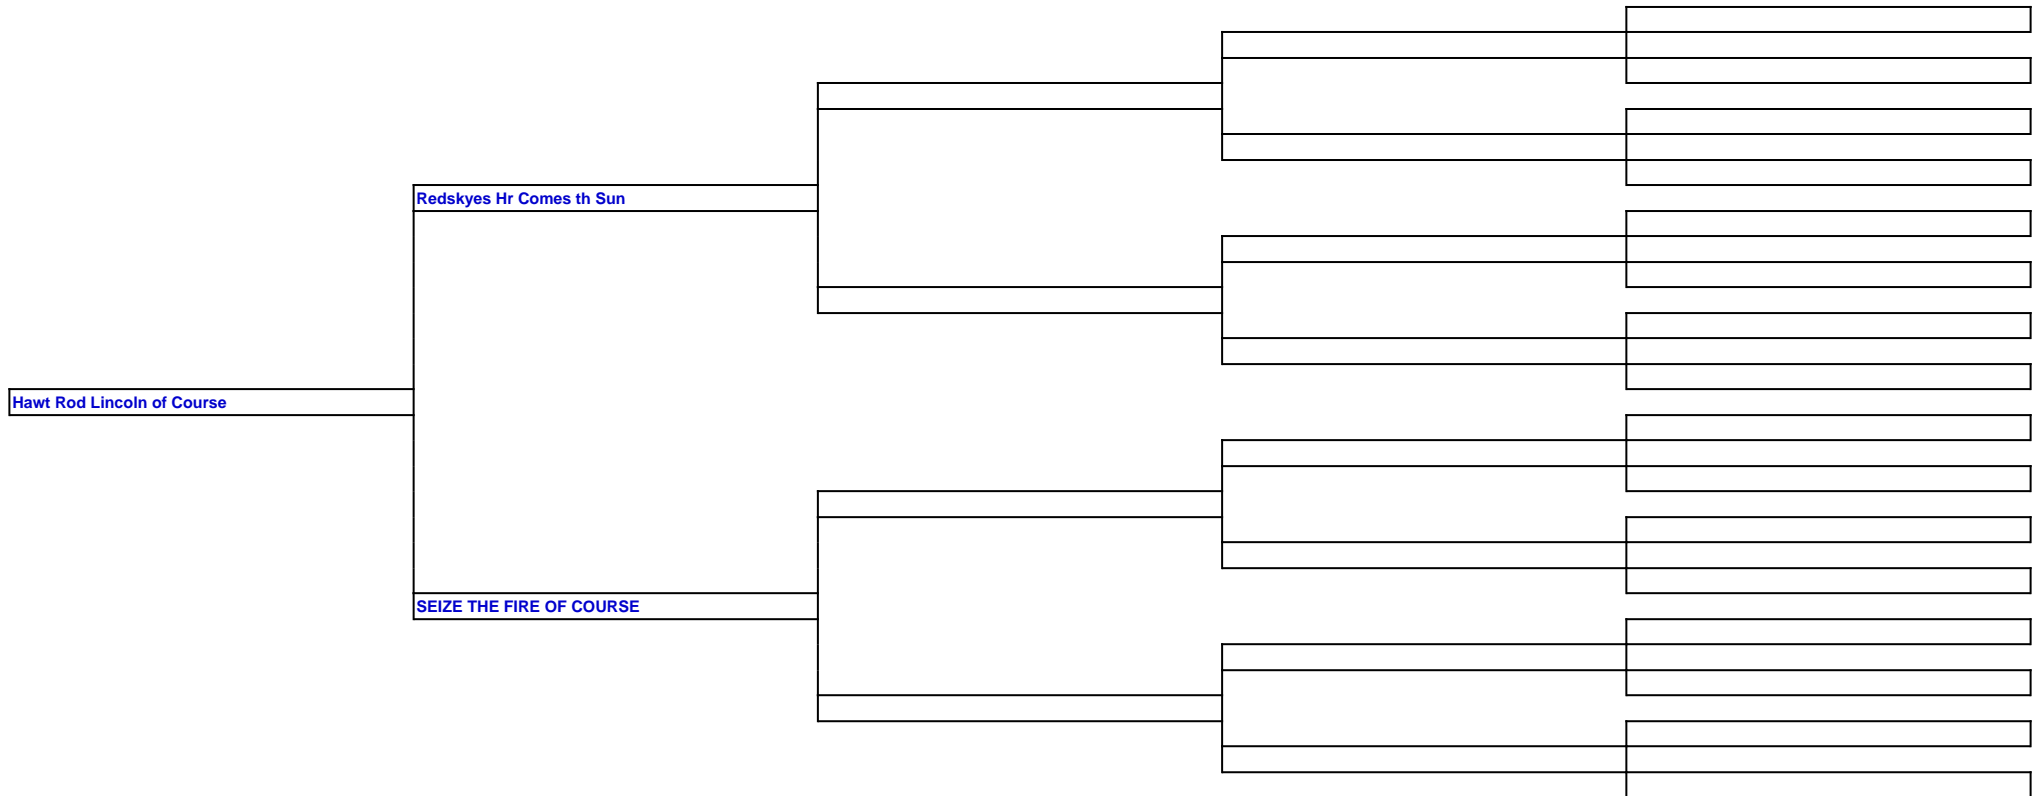 Redskyes Hr Comes th Sun
Hawt Rod Lincoln of Course
SEIZE THE FIRE OF COURSE